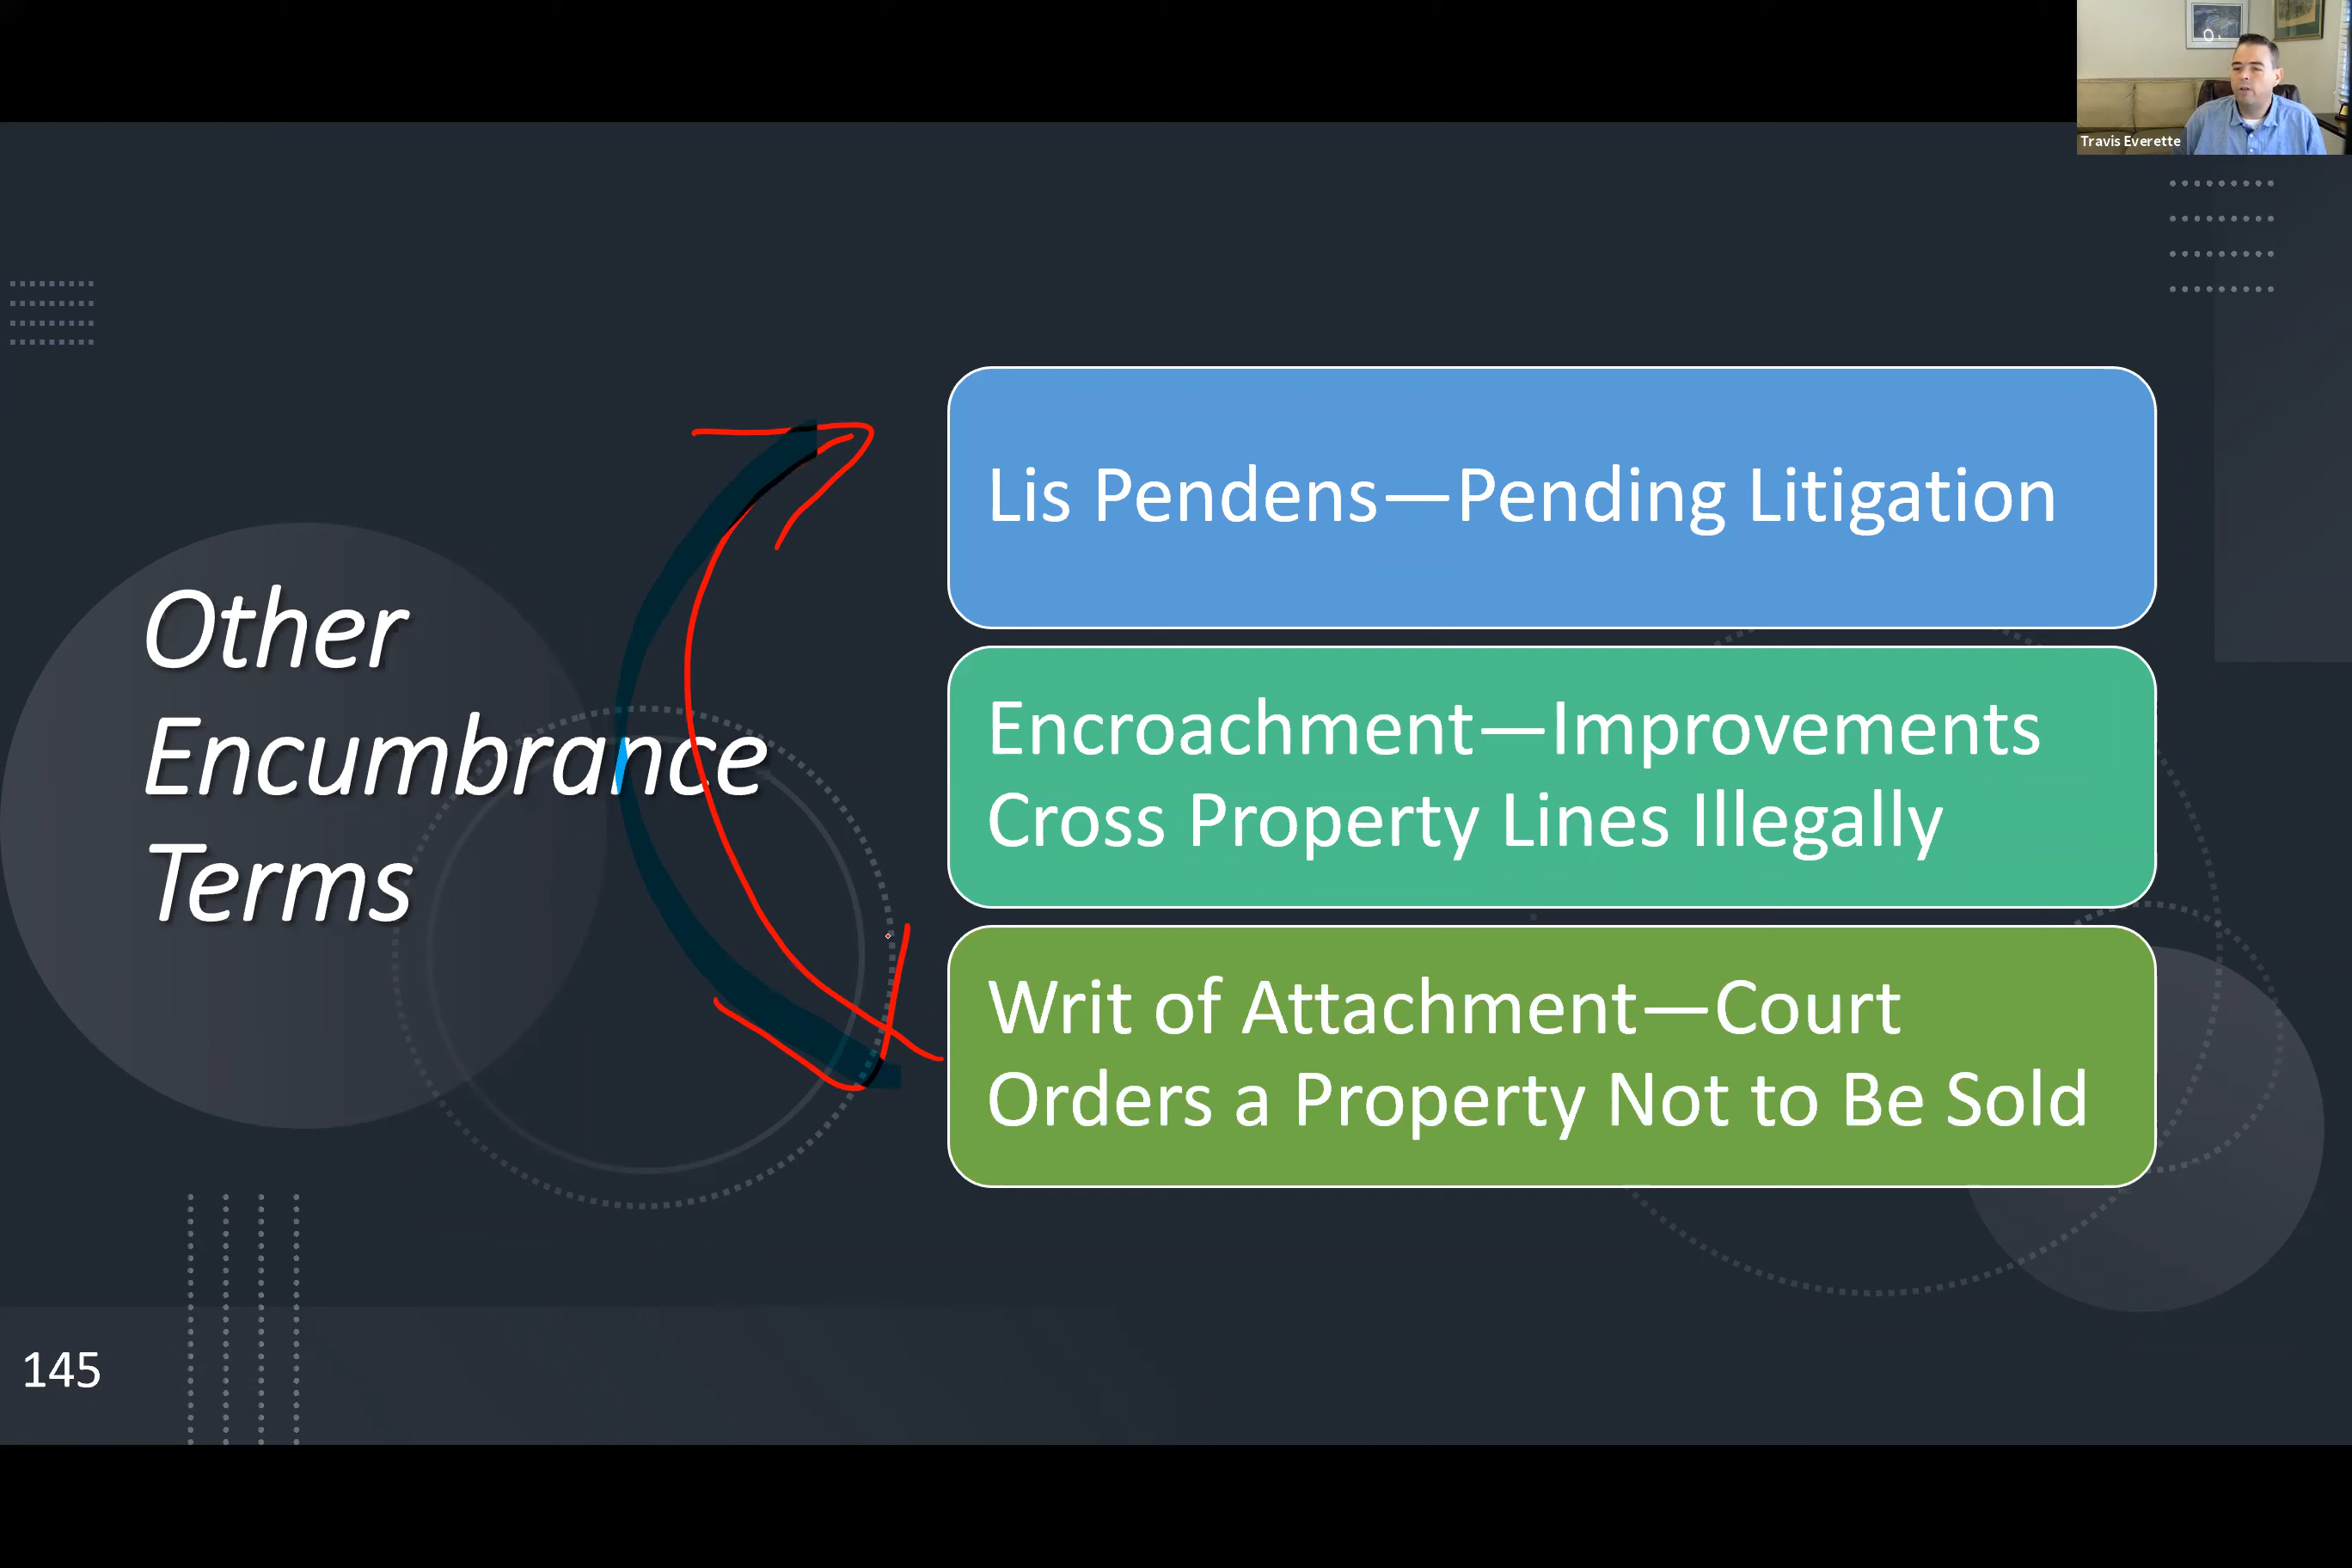 Travis Everette
Other
Encumbrance
Terms
Lis Pendens—Pending Litigation
Encroachment—Improvements
Cross Property Lines Illegally
Writ of Attachment—Court
Orders a Property Not to Be Sold
145